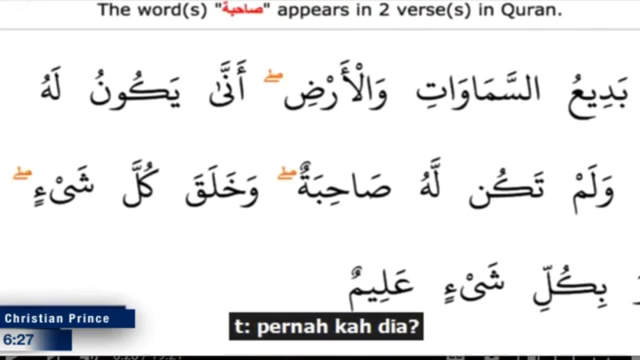 The word(s) "صاحبة" appears in 2 verse(s) in Quran.
بَدِيعُ السَّمَاوَاتِ وَالْأَرْضِ ۖ أَنَّىٰ يَكُونُ لَهُ
وَلَمْ تَكُن لَّهُ صَاحِبَةٌ ۖ وَخَلَقَ كُلَّ شَىْءٍ ۖ
بِكُلِّ شَىْءٍ عَلِيمٌ
Christian Prince
6:27
t: pernah kah dia?